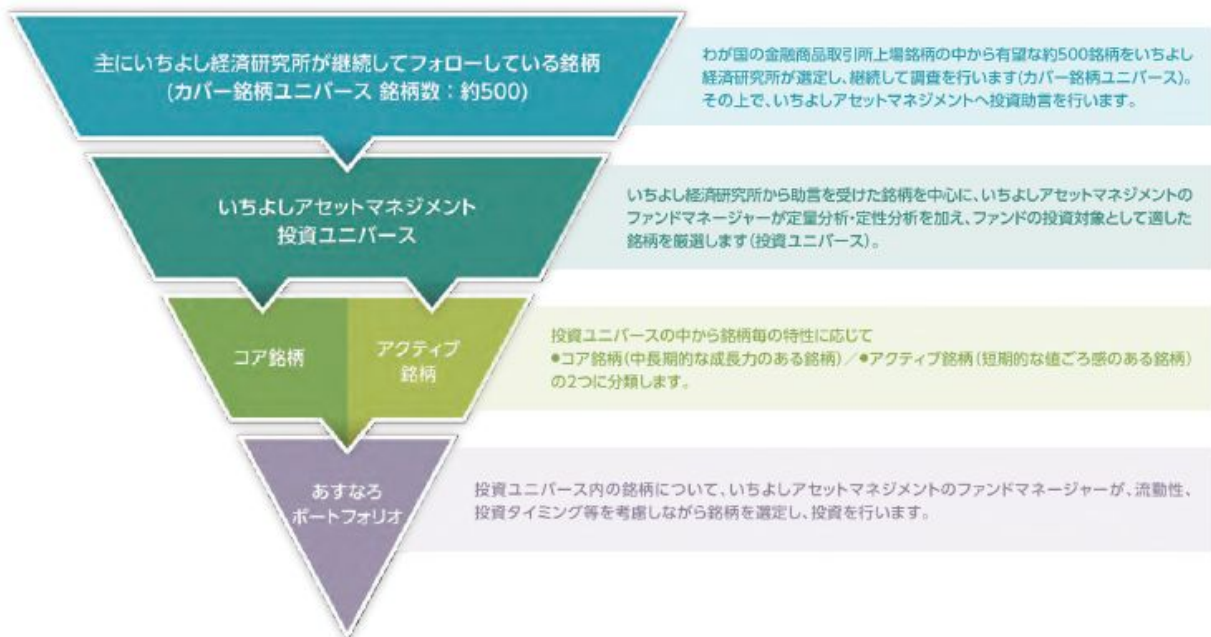 主にいちよし経済研究所が継続してフォローしている銘柄
(カバー銘柄ユニバース 銘柄数：約500)
わが国の金融商品取引所上場銘柄の中から有望な約500銘柄をいちよし
経済研究所が選定し、継続して調査を行います(カバー銘柄ユニバース)。
その上で、いちよしアセットマネジメントへ投資助言を行います。
いちよしアセットマネジメント
投資ユニバース
いちよし経済研究所から助言を受けた銘柄を中心に、いちよしアセットマネジメントの
ファンドマネージャーが定量分析・定性分析を加え、ファンドの投資対象として適した
銘柄を厳選します(投資ユニバース)。
コア銘柄
アクティブ
銘柄
投資ユニバースの中から銘柄毎の特性に応じて
●コア銘柄(中長期的な成長力のある銘柄)／●アクティブ銘柄(短期的な値ごろ感のある銘柄)
の2つに分類します。
あすなろ
ポートフォリオ
投資ユニバース内の銘柄について、いちよしアセットマネジメントのファンドマネージャーが、流動性、
投資タイミング等を考慮しながら銘柄を選定し、投資を行います。